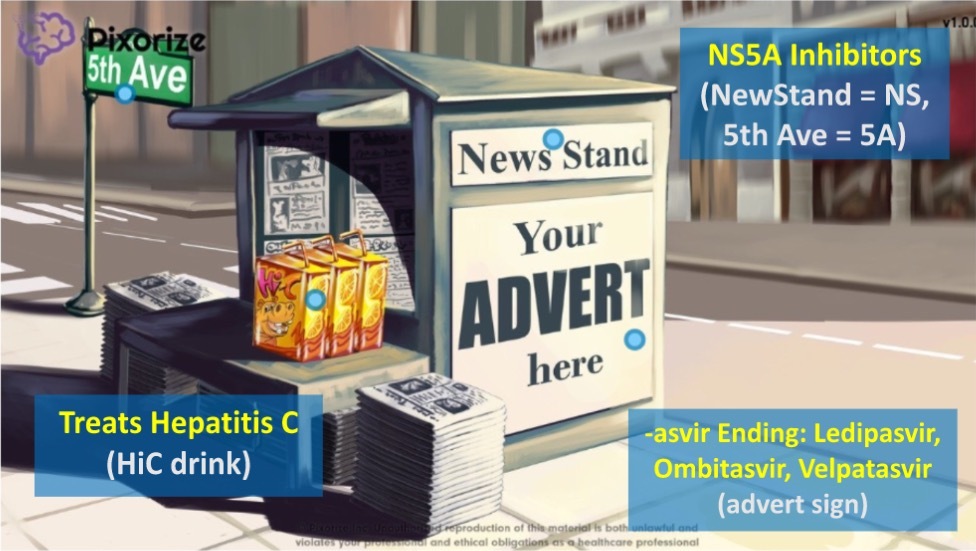 Pixorize
v1.0.
5th Ave
NS5A Inhibitors
(NewStand = NS,
5th Ave = 5A)
News Stand
Your
ADVERT
here
Hi-C
Treats Hepatitis C
(HiC drink)
-asvir Ending: Ledipasvir,
Ombitasvir, Velpatasvir
(advert sign)
reproduction of this material is both unlawful and
violates your professional and ethical obligations as a healthcare professional